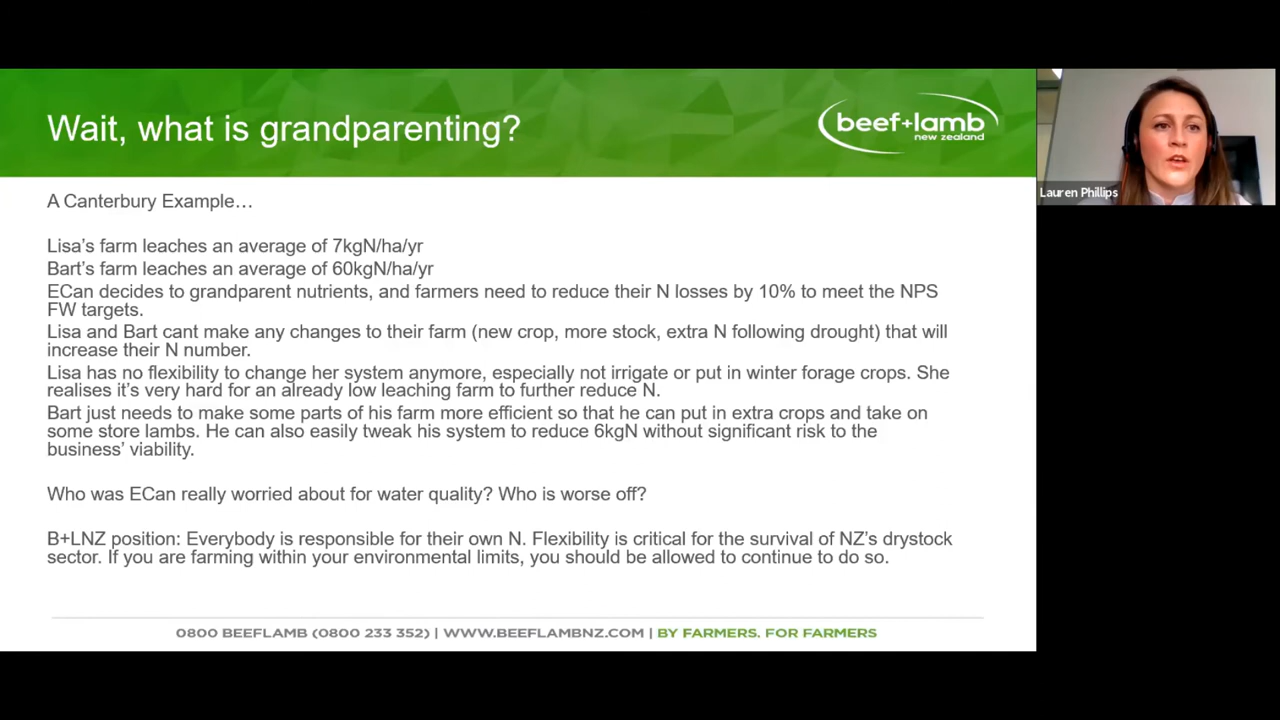 Wait, what is grandparenting?
beef+lamb
new zealand
Lauren Phillips
A Canterbury Example…
Lisa's farm leaches an average of 7kgN/ha/yr
Bart's farm leaches an average of 60kgN/ha/yr
ECan decides to grandparent nutrients, and farmers need to reduce their N losses by 10% to meet the NPS
FW targets.
Lisa and Bart cant make any changes to their farm (new crop, more stock, extra N following drought) that will
increase their N number.
Lisa has no flexibility to change her system anymore, especially not irrigate or put in winter forage crops. She
realises it's very hard for an already low leaching farm to further reduce N.
Bart just needs to make some parts of his farm more efficient so that he can put in extra crops and take on
some store lambs. He can also easily tweak his system to reduce 6kgN without significant risk to the
business' viability.
Who was ECan really worried about for water quality? Who is worse off?
B+LNZ position: Everybody is responsible for their own N. Flexibility is critical for the survival of NZ's drystock
sector. If you are farming within your environmental limits, you should be allowed to continue to do so.
0800 BEEFLAMB (0800 233 352) | WWW.BEEFLAMBNZ.COM | BY FARMERS. FOR FARMERS